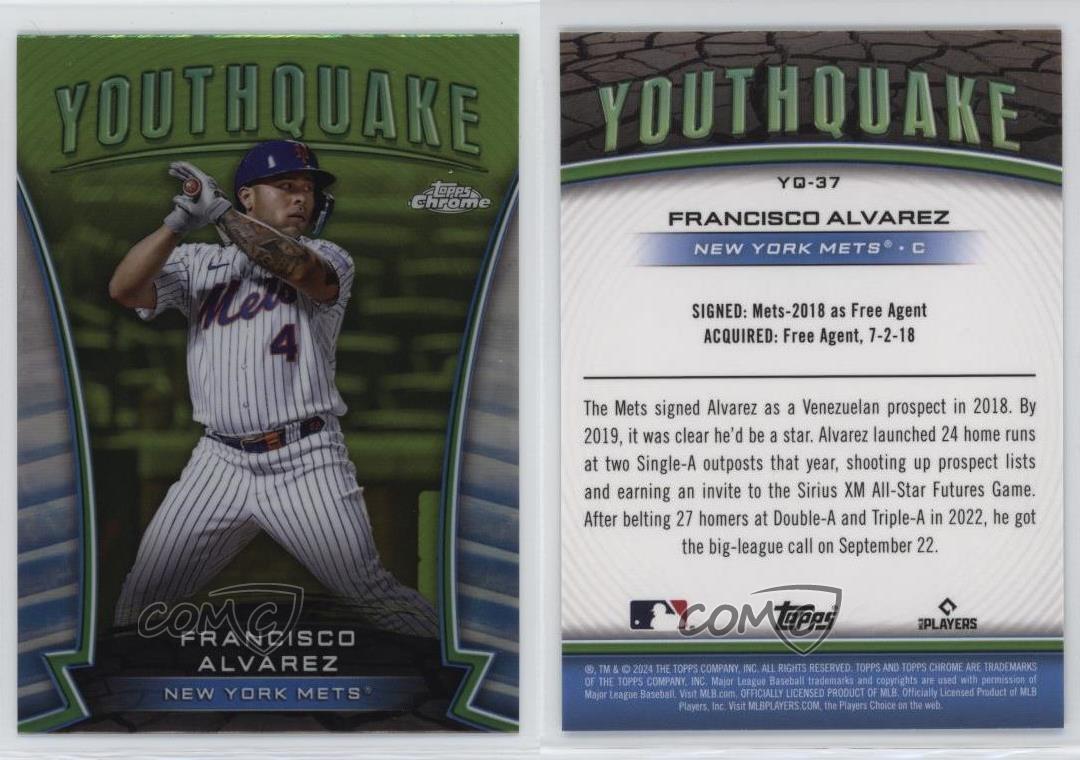 YOUTHQUAKE
Topps
Chrome
Mets
4
FRANCISCO
ALVAREZ
NEW YORK METS®
COMC
YOUTHQUAKE
YQ-37
FRANCISCO ALVAREZ
NEW YORK METS® • C
SIGNED: Mets-2018 as Free Agent
ACQUIRED: Free Agent, 7-2-18
The Mets signed Alvarez as a Venezuelan prospect in 2018. By
2019, it was clear he'd be a star. Alvarez launched 24 home runs
at two Single-A outposts that year, shooting up prospect lists
and earning an invite to the Sirius XM All-Star Futures Game.
After belting 27 homers at Double-A and Triple-A in 2022, he got
the big-league call on September 22.
COMC
Topps
MLB PLAYERS
®, TM & © 2024 THE TOPPS COMPANY, INC. ALL RIGHTS RESERVED. TOPPS AND TOPPS CHROME ARE TRADEMARKS
OF THE TOPPS COMPANY, INC. Major League Baseball trademarks and copyrights are used with permission of
Major League Baseball. Visit MLB.com. OFFICIALLY LICENSED PRODUCT OF MLB
Players, Inc. Visit MLBPLAYERS.COM, the Players Choice on the web.